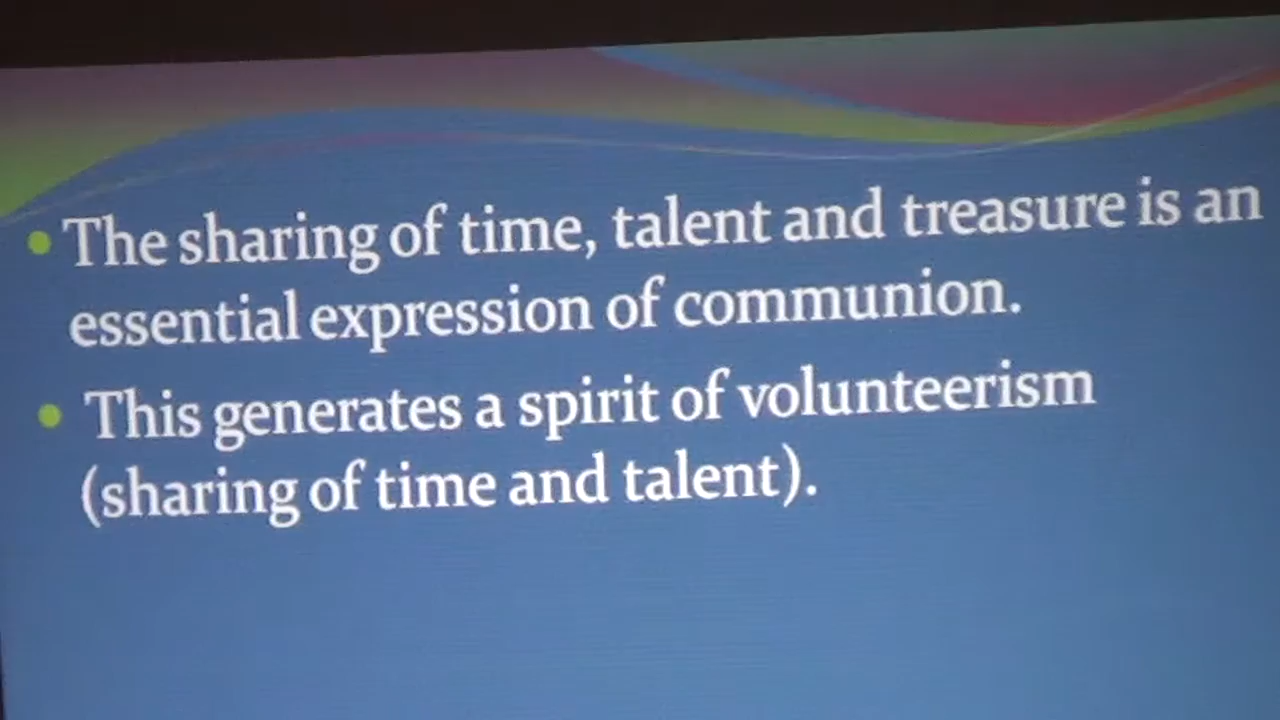 • The sharing of time, talent and treasure is an
essential expression of communion.
• This generates a spirit of volunteerism
(sharing of time and talent).